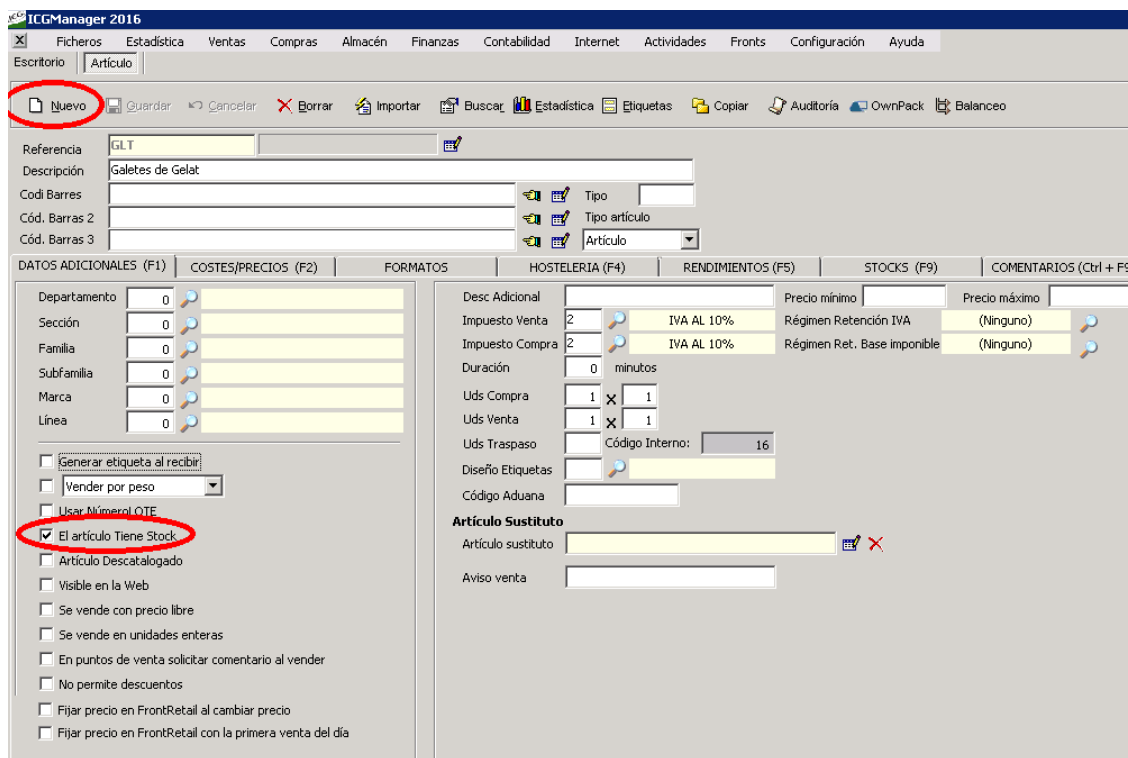 ICGManager 2016
X Ficheros Estadística Ventas Compras Almacén Finanzas Contabilidad Internet Actividades Fronts Configuración Ayuda
Escritorio Artículo
Nuevo Guardar Cancelar Borrar Importar Buscar Estadística Etiquetas Copiar Auditoría OwnPack Balanceo
Referencia GLT
Descripción Galetes de Gelat
Codi Barres Tipo
Cód. Barras 2 Tipo artículo
Cód. Barras 3 Artículo
DATOS ADICIONALES (F1) COSTES/PRECIOS (F2) FORMATOS HOSTELERIA (F4) RENDIMIENTOS (F5) STOCKS (F9) COMENTARIOS (Ctrl + F9
Departamento 0 Desc Adicional Precio mínimo Precio máximo
Sección 0 Impuesto Venta 2 IVA AL 10% Régimen Retención IVA (Ninguno)
Familia 0 Impuesto Compra 2 IVA AL 10% Régimen Ret. Base imponible (Ninguno)
Subfamilia 0 Duración 0 minutos
Marca 0 Uds Compra 1 x 1
Línea 0 Uds Venta 1 x 1
Uds Traspaso Código Interno: 16
Generar etiqueta al recibir Diseño Etiquetas
Vender por peso Código Aduana
Usar NúmeroLOTE Artículo Sustituto
El artículo Tiene Stock Artículo sustituto
Artículo Descatalogado
Visible en la Web Aviso venta
Se vende con precio libre
Se vende en unidades enteras
En puntos de venta solicitar comentario al vender
No permite descuentos
Fijar precio en FrontRetail al cambiar precio
Fijar precio en FrontRetail con la primera venta del día